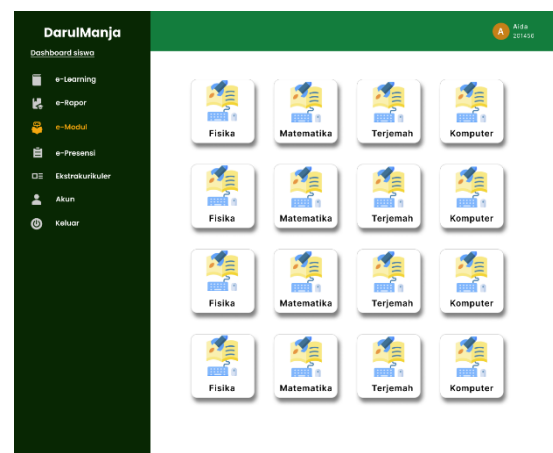 DarulManja
Dashboard siswa
e-Learning
e-Rapor
e-Modul
e-Presensi
Ekstrakurikuler
Akun
Keluar
A
Aida
Fisika Matematika Terjemah Komputer
Fisika Matematika Terjemah Komputer
Fisika Matematika Terjemah Komputer
Fisika Matematika Terjemah Komputer